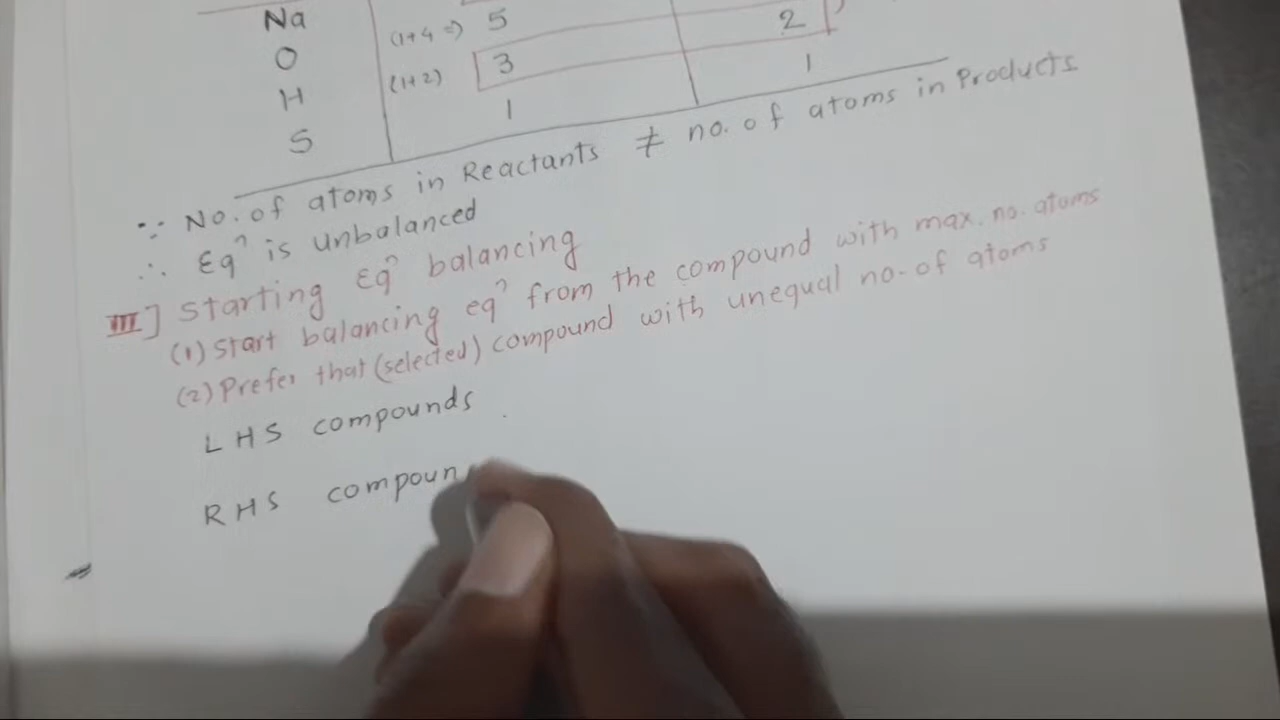 Na
O (1+4=) 5
H (1+2) 3 2
S 1 1
∵ No. of atoms in Reactants ≠ no. of atoms in Products
∴ Eqⁿ is unbalanced
III] Starting Eqⁿ balancing
(1) Start balancing eqⁿ from the compound with max. no. atoms
(2) Prefer that (selected) compound with unequal no. of atoms
LHS compounds
RHS compoun